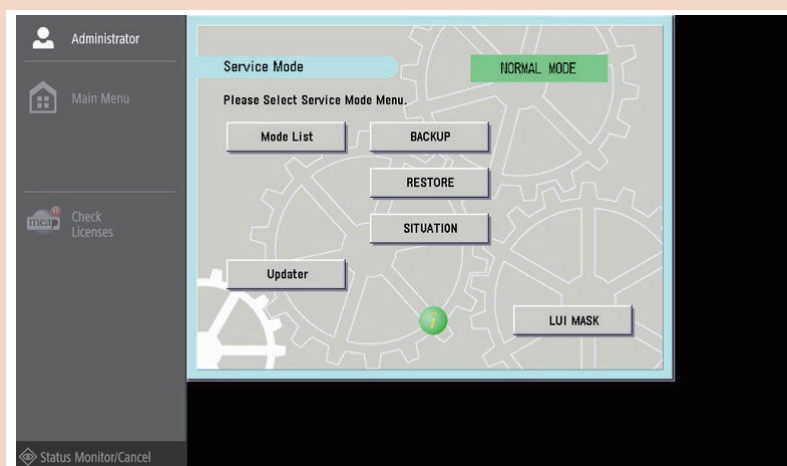 Administrator
Main Menu
meap
Check
Licenses
Status Monitor/Cancel
Service Mode
NORMAL MODE
Please Select Service Mode Menu.
Mode List
BACKUP
RESTORE
SITUATION
Updater
i
LUI MASK